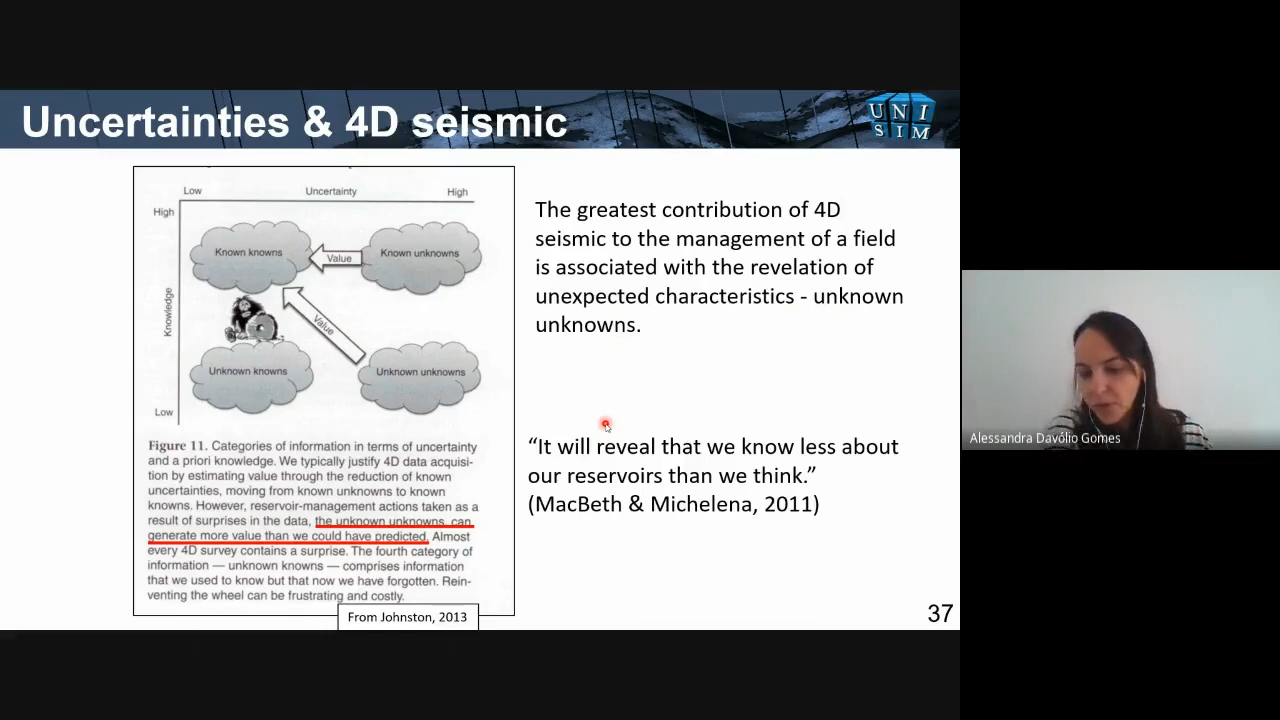 Uncertainties & 4D seismic
UNI
SIM
Low Uncertainty High
High
Known knowns
Value
Known unknowns
Knowledge
Value
Unknown knowns
Unknown unknowns
Low
Figure 11. Categories of information in terms of uncertainty
and a priori knowledge. We typically justify 4D data acquisi-
tion by estimating value through the reduction of known
uncertainties, moving from known unknowns to known
knowns. However, reservoir-management actions taken as a
result of surprises in the data, the unknown unknowns, can
generate more value than we could have predicted. Almost
every 4D survey contains a surprise. The fourth category of
information — unknown knowns — comprises information
that we used to know but that now we have forgotten. Rein-
venting the wheel can be frustrating and costly.
From Johnston, 2013
The greatest contribution of 4D
seismic to the management of a field
is associated with the revelation of
unexpected characteristics - unknown
unknowns.
“It will reveal that we know less about
our reservoirs than we think.”
(MacBeth & Michelena, 2011)
37
Alessandra Davólio Gomes